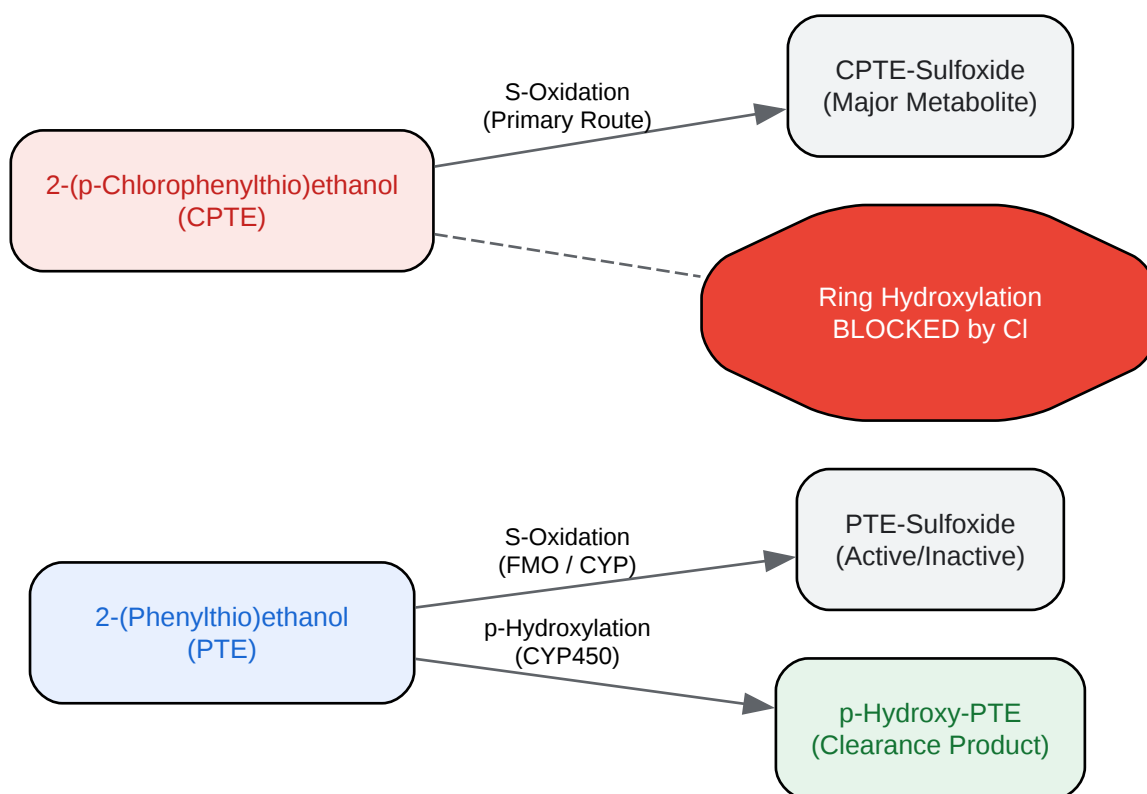 S-Oxidation
(Primary Route)
CPTE-Sulfoxide
(Major Metabolite)
2-(p-Chlorophenylthio)ethanol
(CPTE)
Ring Hydroxylation
BLOCKED by Cl
S-Oxidation
(FMO / CYP)
PTE-Sulfoxide
(Active/Inactive)
2-(Phenylthio)ethanol
(PTE)
p-Hydroxylation
(CYP450)
p-Hydroxy-PTE
(Clearance Product)